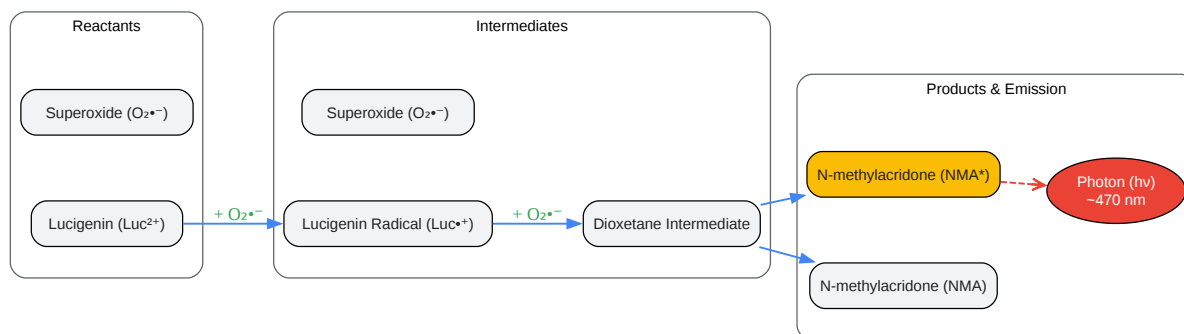 Reactants
Intermediates
Products & Emission
Superoxide (O₂•⁻)
Superoxide (O₂•⁻)
N-methylacridone (NMA*)
Photon (hν)
~470 nm
Lucigenin (Luc²⁺)
+ O₂•⁻
Lucigenin Radical (Luc•⁺)
+ O₂•⁻
Dioxetane Intermediate
N-methylacridone (NMA)